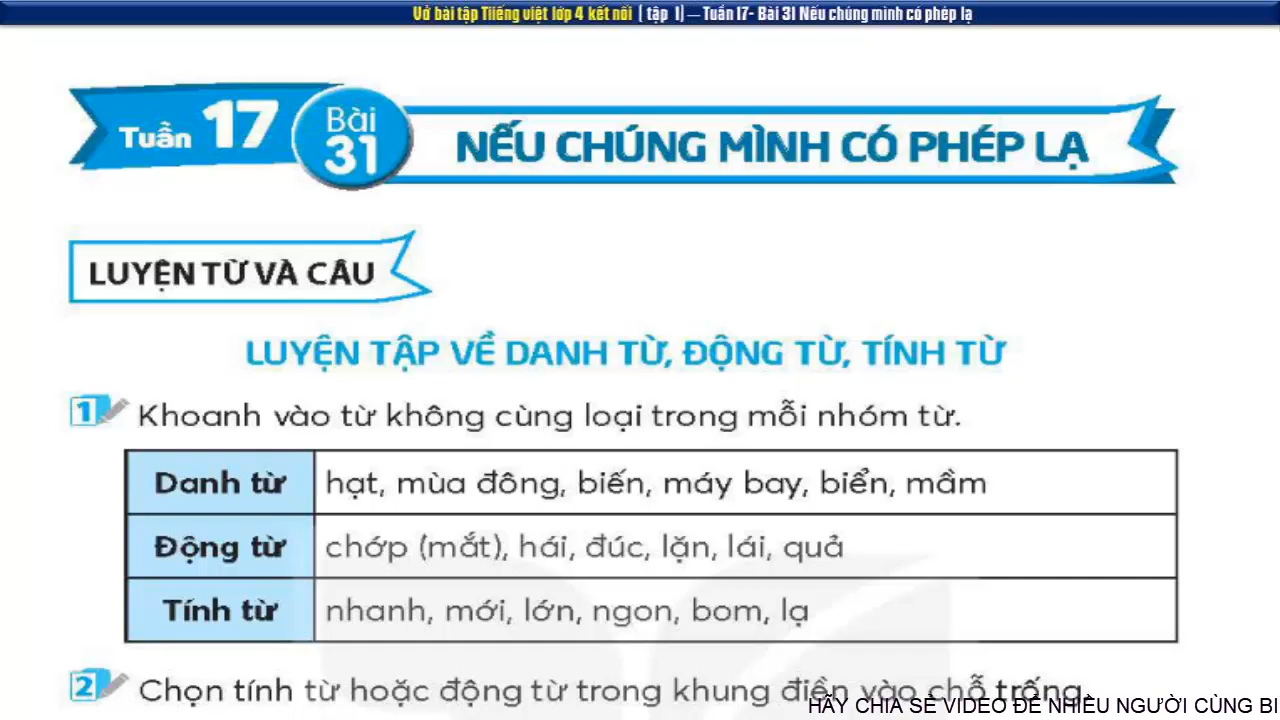 Vở bài tập Tiiếng việt lớp 4 kết nối ( tập 1) — Tuần 17- Bài 31 Nếu chúng mình có phép lạ
Tuần 17 Bài 31 NẾU CHÚNG MÌNH CÓ PHÉP LẠ
LUYỆN TỪ VÀ CÂU
LUYỆN TẬP VỀ DANH TỪ, ĐỘNG TỪ, TÍNH TỪ
1 Khoanh vào từ không cùng loại trong mỗi nhóm từ.
Danh từ hạt, mùa đông, biến, máy bay, biển, mầm
Động từ chớp (mắt), hái, đúc, lặn, lái, quả
Tính từ nhanh, mới, lớn, ngon, bom, lạ
2 Chọn tính từ hoặc động từ trong khung điền vào chỗ trống.
HÃY CHIA SẺ VIDEO ĐỂ NHIỀU NGƯỜI CÙNG BI